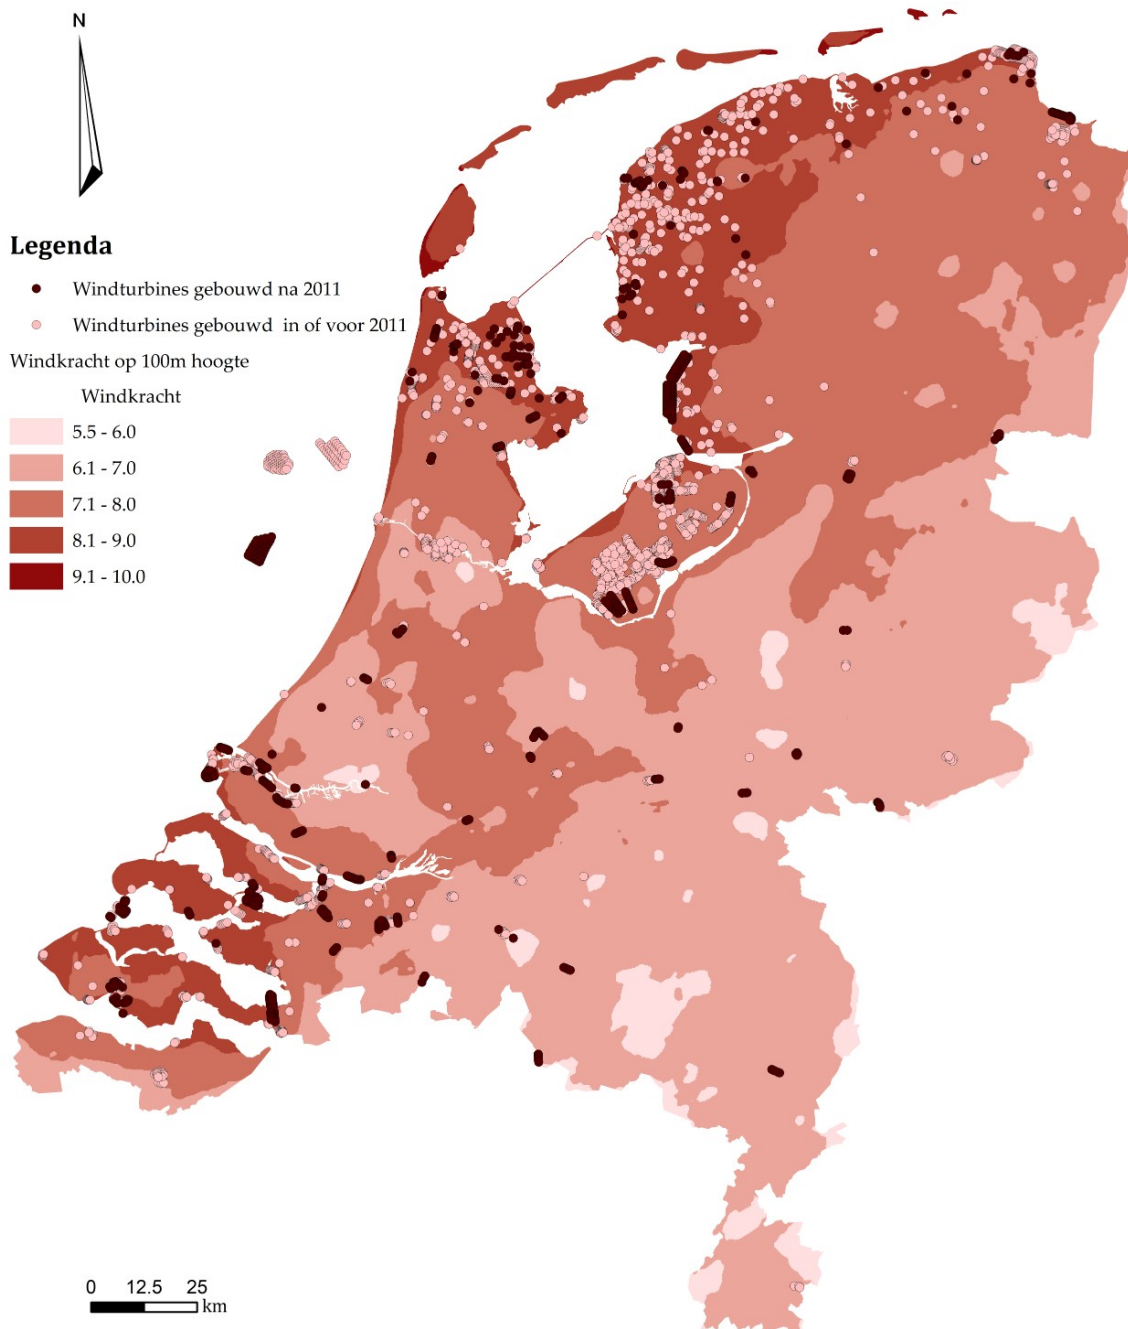 N
Legenda
Windturbines gebouwd na 2011
Windturbines gebouwd in of voor 2011
Windkracht op 100m hoogte
Windkracht
5.5 - 6.0
6.1 - 7.0
7.1 - 8.0
8.1 - 9.0
9.1 - 10.0
0 12.5 25
km